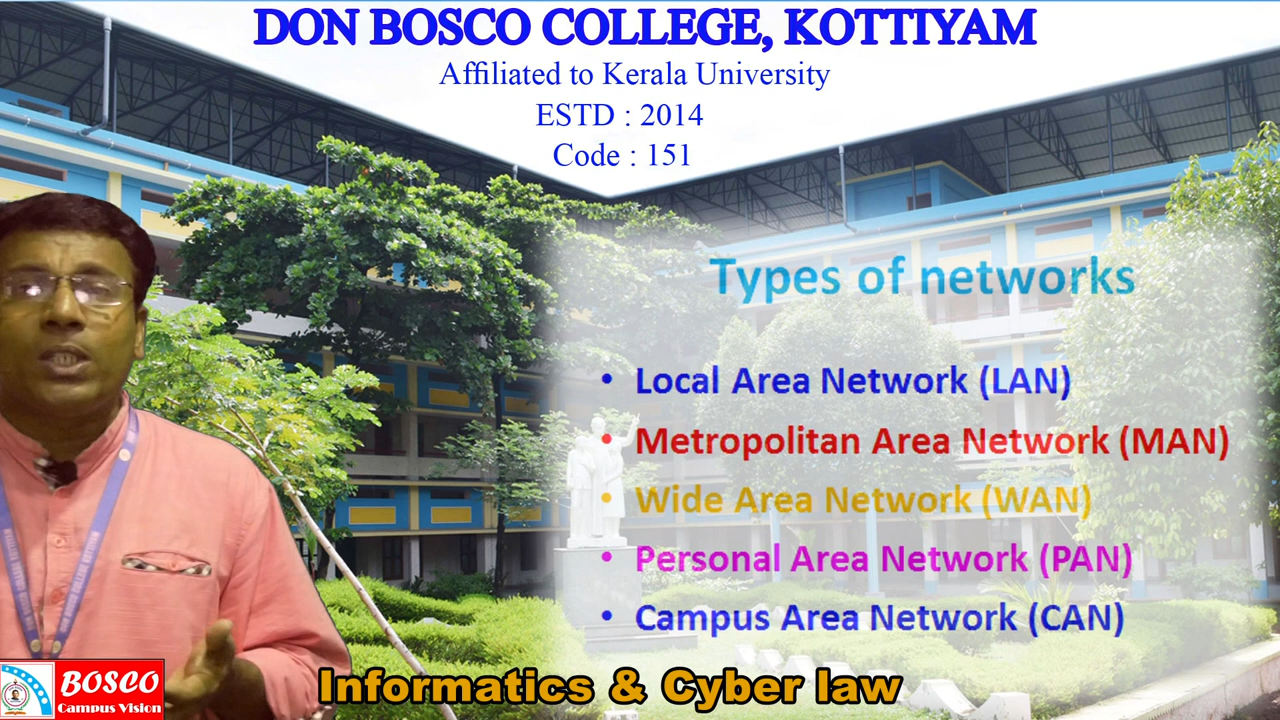 DON BOSCO COLLEGE, KOTTIYAM
Affiliated to Kerala University
ESTD : 2014
Code : 151
Types of networks
• Local Area Network (LAN)
• Metropolitan Area Network (MAN)
• Wide Area Network (WAN)
• Personal Area Network (PAN)
• Campus Area Network (CAN)
BOSCO
Campus Vision
Informatics & Cyber law